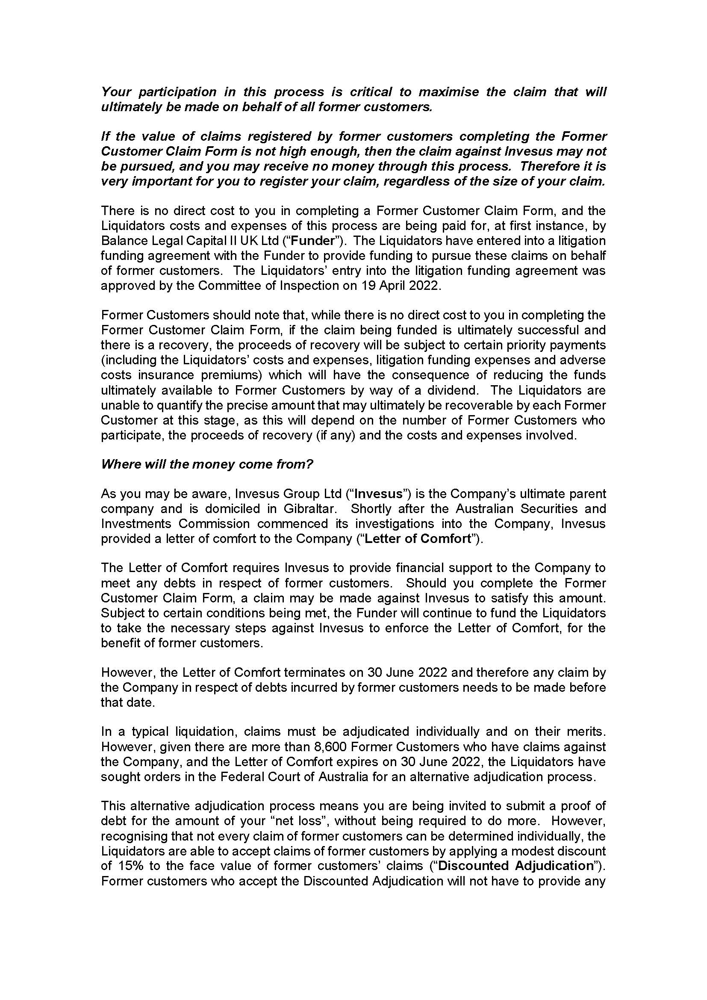 Your participation in this process is critical to maximise the claim that will
ultimately be made on behalf of all former customers.
If the value of claims registered by former customers completing the Former
Customer Claim Form is not high enough, then the claim against Invesus may not
be pursued, and you may receive no money through this process. Therefore it is
very important for you to register your claim, regardless of the size of your claim.
There is no direct cost to you in completing a Former Customer Claim Form, and the
Liquidators costs and expenses of this process are being paid for, at first instance, by
Balance Legal Capital II UK Ltd (“Funder”). The Liquidators have entered into a litigation
funding agreement with the Funder to provide funding to pursue these claims on behalf
of former customers. The Liquidators’ entry into the litigation funding agreement was
approved by the Committee of Inspection on 19 April 2022.
Former Customers should note that, while there is no direct cost to you in completing the
Former Customer Claim Form, if the claim being funded is ultimately successful and
there is a recovery, the proceeds of recovery will be subject to certain priority payments
(including the Liquidators’ costs and expenses, litigation funding expenses and adverse
costs insurance premiums) which will have the consequence of reducing the funds
ultimately available to Former Customers by way of a dividend. The Liquidators are
unable to quantify the precise amount that may ultimately be recoverable by each Former
Customer at this stage, as this will depend on the number of Former Customers who
participate, the proceeds of recovery (if any) and the costs and expenses involved.
Where will the money come from?
As you may be aware, Invesus Group Ltd (“Invesus”) is the Company’s ultimate parent
company and is domiciled in Gibraltar. Shortly after the Australian Securities and
Investments Commission commenced its investigations into the Company, Invesus
provided a letter of comfort to the Company (“Letter of Comfort”).
The Letter of Comfort requires Invesus to provide financial support to the Company to
meet any debts in respect of former customers. Should you complete the Former
Customer Claim Form, a claim may be made against Invesus to satisfy this amount.
Subject to certain conditions being met, the Funder will continue to fund the Liquidators
to take the necessary steps against Invesus to enforce the Letter of Comfort, for the
benefit of former customers.
However, the Letter of Comfort terminates on 30 June 2022 and therefore any claim by
the Company in respect of debts incurred by former customers needs to be made before
that date.
In a typical liquidation, claims must be adjudicated individually and on their merits.
However, given there are more than 8,600 Former Customers who have claims against
the Company, and the Letter of Comfort expires on 30 June 2022, the Liquidators have
sought orders in the Federal Court of Australia for an alternative adjudication process.
This alternative adjudication process means you are being invited to submit a proof of
debt for the amount of your “net loss”, without being required to do more. However,
recognising that not every claim of former customers can be determined individually, the
Liquidators are able to accept claims of former customers by applying a modest discount
of 15% to the face value of former customers’ claims (“Discounted Adjudication”).
Former customers who accept the Discounted Adjudication will not have to provide any